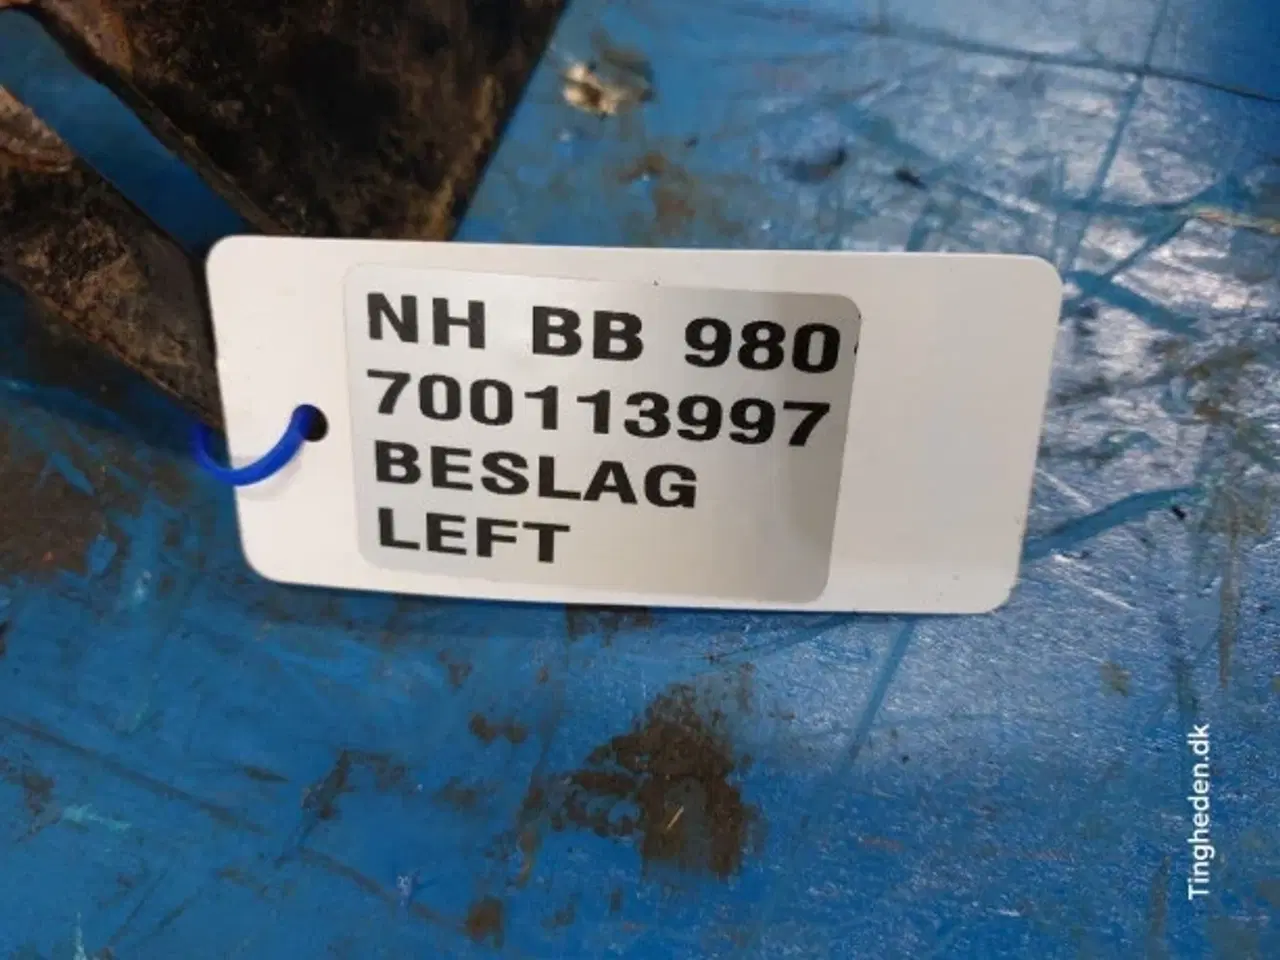 NH BB 980
700113997
BESLAG
LEFT
Tingheden.dk